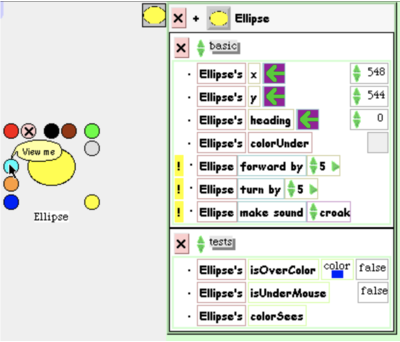 Ellipse
basic
Ellipse's x 548
Ellipse's y 544
Ellipse's heading 0
Ellipse's colorUnder
! Ellipse forward by 5
! Ellipse turn by 5
! Ellipse make sound croak
tests
Ellipse's isOverColor color false
Ellipse's isUnderMouse false
Ellipse's colorSees
View me
Ellipse